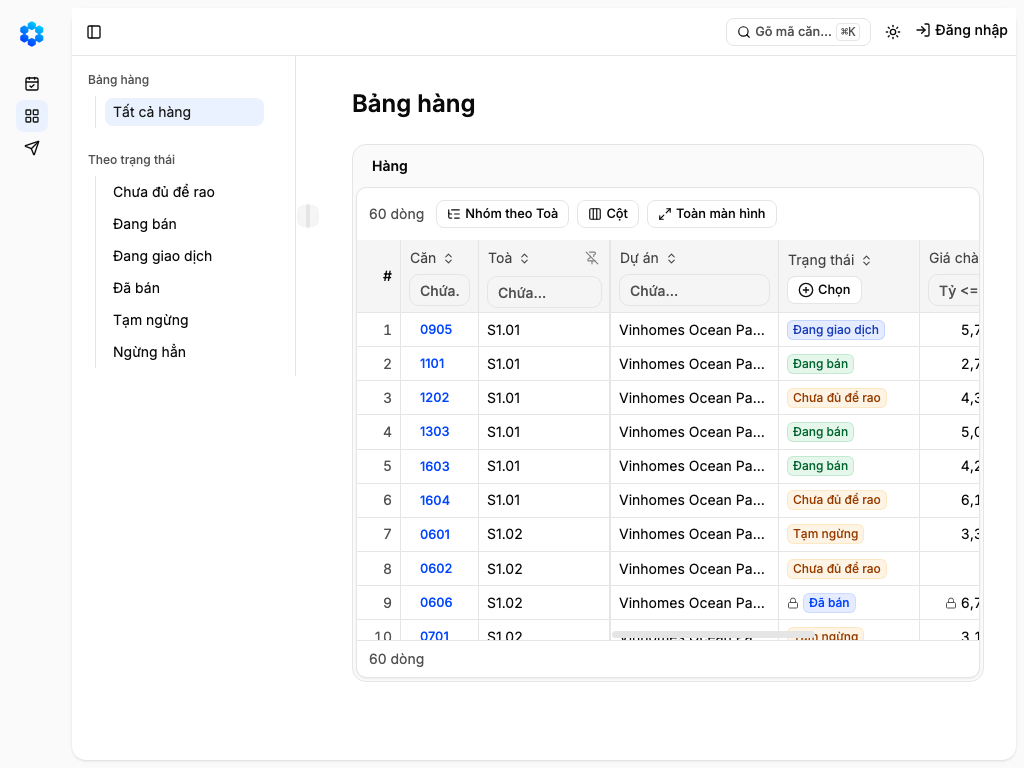 Gõ mã căn... ⌘K
Đăng nhập
Bảng hàng
Tất cả hàng
Theo trạng thái
Chưa đủ để rao
Đang bán
Đang giao dịch
Đã bán
Tạm ngừng
Ngừng hẳn
Bảng hàng
Hàng
60 dòng Nhóm theo Toà Cột Toàn màn hình
# Căn Toà Dự án Trạng thái Giá chà
Chứa. Chứa... Chứa... Chọn Tỷ <=
1 0905 S1.01 Vinhomes Ocean Pa... Đang giao dịch 5,7
2 1101 S1.01 Vinhomes Ocean Pa... Đang bán 2,7
3 1202 S1.01 Vinhomes Ocean Pa... Chưa đủ để rao 4,3
4 1303 S1.01 Vinhomes Ocean Pa... Đang bán 5,0
5 1603 S1.01 Vinhomes Ocean Pa... Đang bán 4,2
6 1604 S1.01 Vinhomes Ocean Pa... Chưa đủ để rao 6,1
7 0601 S1.02 Vinhomes Ocean Pa... Tạm ngừng 3,3
8 0602 S1.02 Vinhomes Ocean Pa... Chưa đủ để rao
9 0606 S1.02 Vinhomes Ocean Pa... Đã bán 6,7
10 0701 S1.02 Vinhomes Ocean Pa... Tạm ngừng 3,1
60 dòng